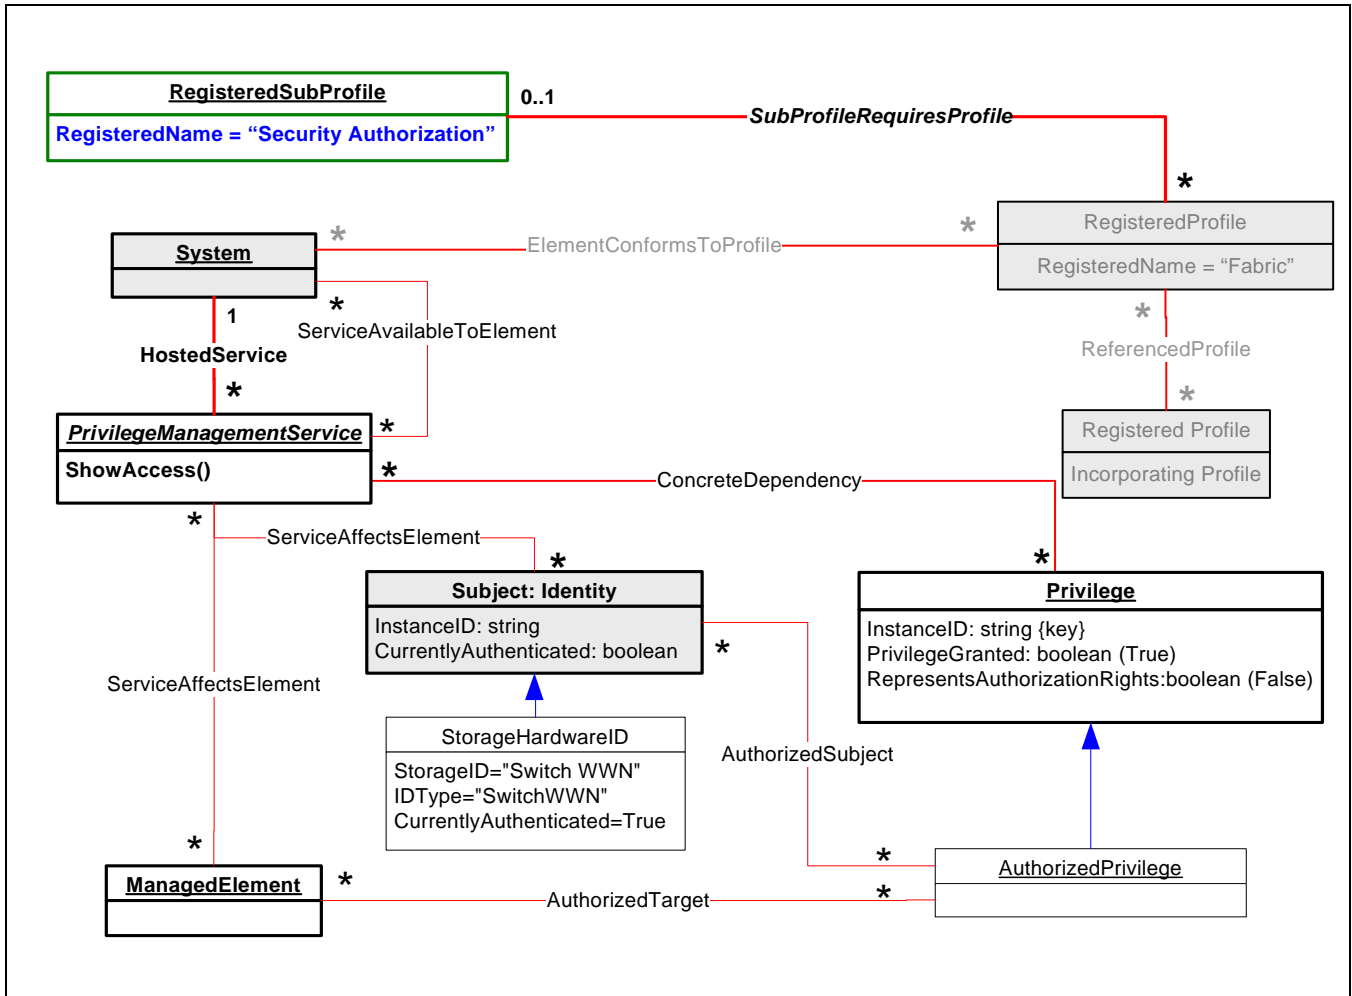 RegisteredSubProfile
RegisteredName = “Security Authorization”
0..1
SubProfileRequiresProfile
*
RegisteredProfile
RegisteredName = “Fabric”
*
ElementConformsToProfile
*
System
*
1
ServiceAvailableToElement
HostedService
*
*
ReferencedProfile
*
Registered Profile
Incorporating Profile
PrivilegeManagementService
ShowAccess()
*
*
ConcreteDependency
*
*
ServiceAffectsElement
*
Subject: Identity
InstanceID: string
CurrentlyAuthenticated: boolean
*
Privilege
InstanceID: string {key}
PrivilegeGranted: boolean (True)
RepresentsAuthorizationRights:boolean (False)
ServiceAffectsElement
StorageHardwareID
StorageID="Switch WWN"
IDType="SwitchWWN"
CurrentlyAuthenticated=True
AuthorizedSubject
*
*
ManagedElement
*
AuthorizedTarget
*
AuthorizedPrivilege